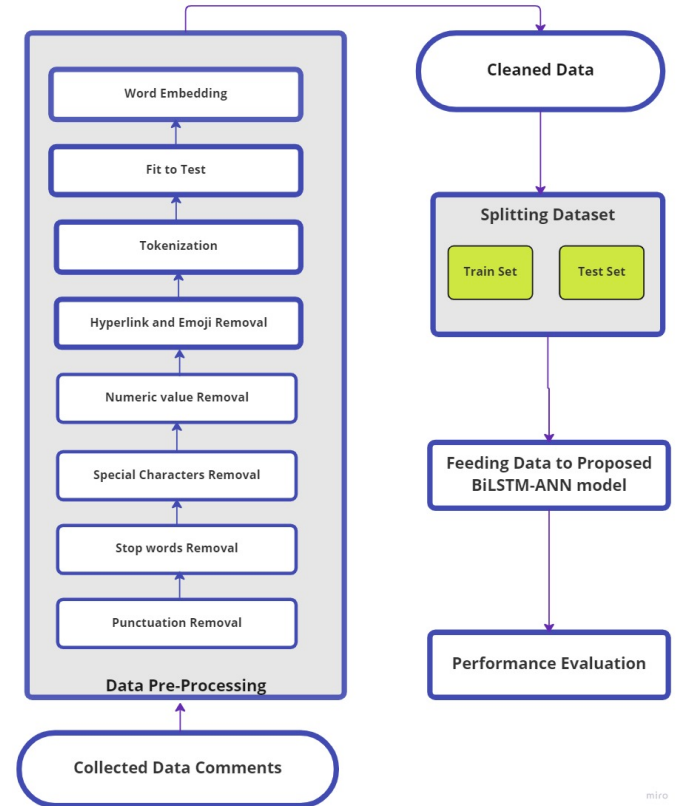 Word Embedding
Fit to Test
Tokenization
Hyperlink and Emoji Removal
Numeric value Removal
Special Characters Removal
Stop words Removal
Punctuation Removal
Data Pre-Processing
Collected Data Comments
Cleaned Data
Splitting Dataset
Train Set
Test Set
Feeding Data to Proposed
BiLSTM-ANN model
Performance Evaluation
miro